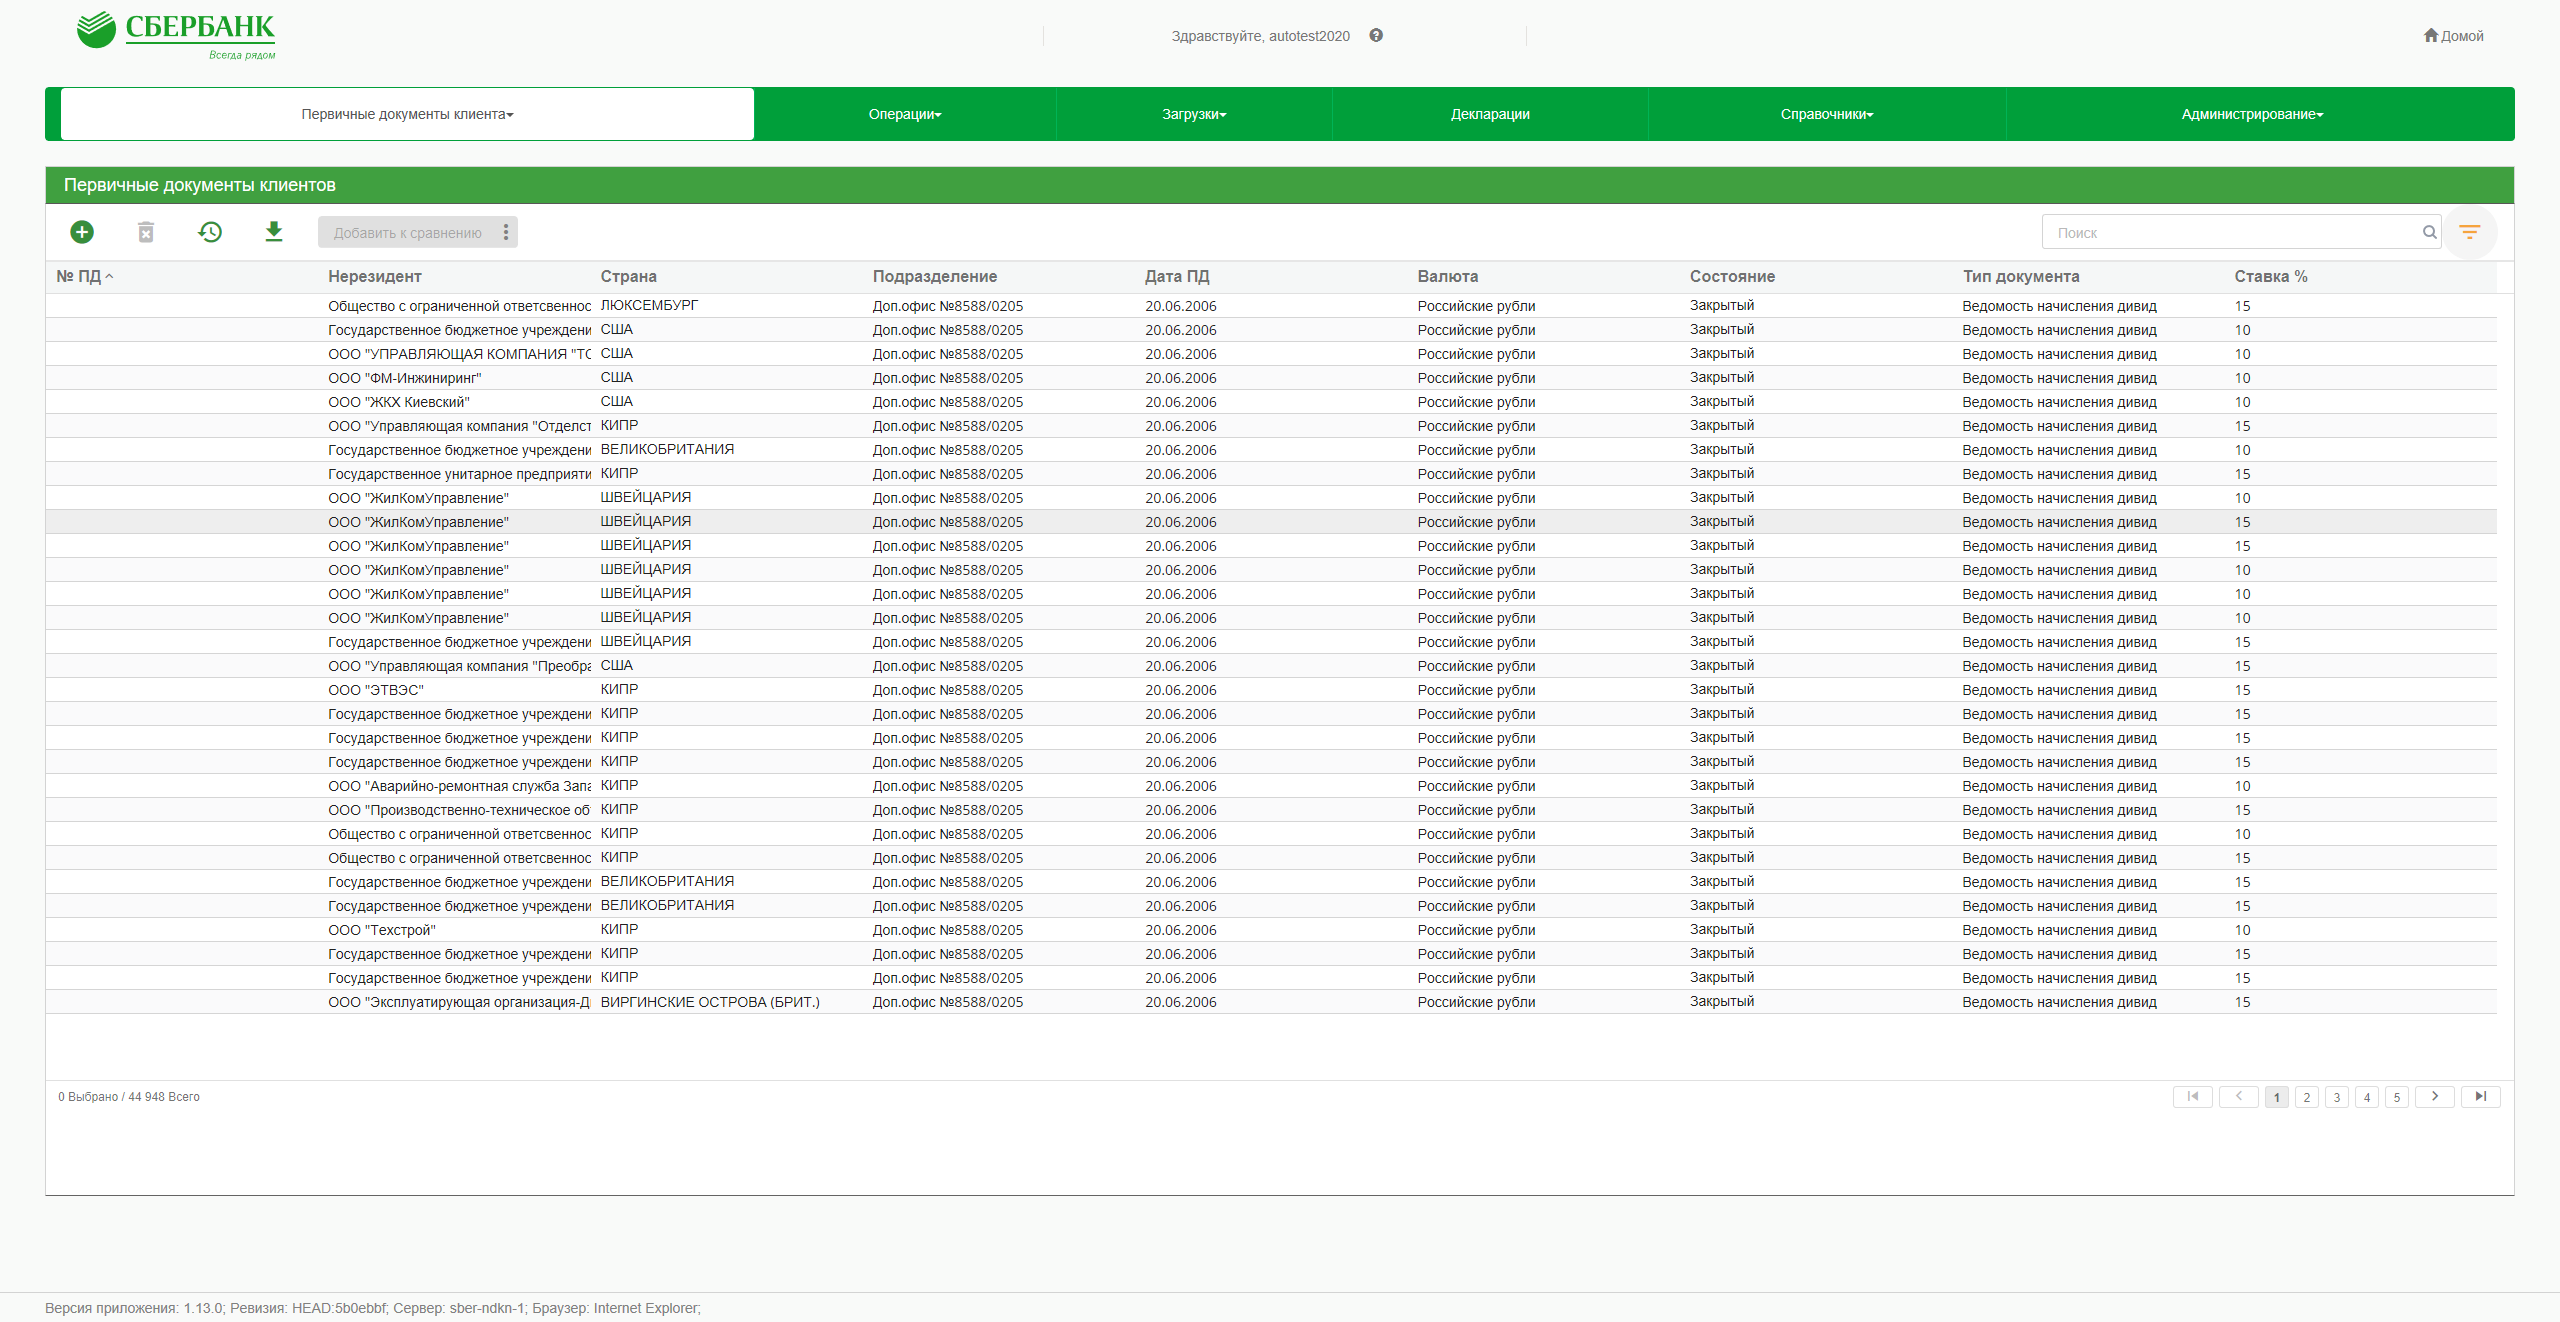 СБЕРБАНК
Всегда рядом
Здравствуйте, autotest2020
Домой
Первичные документы клиента Операции Загрузки Декларации Справочники Администрирование
Первичные документы клиентов
Добавить к сравнению Поиск
№ ПД Нерезидент Страна Подразделение Дата ПД Валюта Состояние Тип документа Ставка %
Общество с ограниченной ответсвеннос ЛЮКСЕМБУРГ Доп.офис №8588/0205 20.06.2006 Российские рубли Закрытый Ведомость начисления дивид 15
Государственное бюджетное учреждени США Доп.офис №8588/0205 20.06.2006 Российские рубли Закрытый Ведомость начисления дивид 10
ООО "УПРАВЛЯЮЩАЯ КОМПАНИЯ "ТС США Доп.офис №8588/0205 20.06.2006 Российские рубли Закрытый Ведомость начисления дивид 10
ООО "ФМ-Инжиниринг" США Доп.офис №8588/0205 20.06.2006 Российские рубли Закрытый Ведомость начисления дивид 10
ООО "ЖКХ Киевский" США Доп.офис №8588/0205 20.06.2006 Российские рубли Закрытый Ведомость начисления дивид 10
ООО "Управляющая компания "Отделст КИПР Доп.офис №8588/0205 20.06.2006 Российские рубли Закрытый Ведомость начисления дивид 15
Государственное бюджетное учреждени ВЕЛИКОБРИТАНИЯ Доп.офис №8588/0205 20.06.2006 Российские рубли Закрытый Ведомость начисления дивид 10
Государственное унитарное предприяти КИПР Доп.офис №8588/0205 20.06.2006 Российские рубли Закрытый Ведомость начисления дивид 15
ООО "ЖилКомУправление" ШВЕЙЦАРИЯ Доп.офис №8588/0205 20.06.2006 Российские рубли Закрытый Ведомость начисления дивид 10
ООО "ЖилКомУправление" ШВЕЙЦАРИЯ Доп.офис №8588/0205 20.06.2006 Российские рубли Закрытый Ведомость начисления дивид 15
ООО "ЖилКомУправление" ШВЕЙЦАРИЯ Доп.офис №8588/0205 20.06.2006 Российские рубли Закрытый Ведомость начисления дивид 15
ООО "ЖилКомУправление" ШВЕЙЦАРИЯ Доп.офис №8588/0205 20.06.2006 Российские рубли Закрытый Ведомость начисления дивид 10
ООО "ЖилКомУправление" ШВЕЙЦАРИЯ Доп.офис №8588/0205 20.06.2006 Российские рубли Закрытый Ведомость начисления дивид 10
ООО "ЖилКомУправление" ШВЕЙЦАРИЯ Доп.офис №8588/0205 20.06.2006 Российские рубли Закрытый Ведомость начисления дивид 10
Государственное бюджетное учреждени ШВЕЙЦАРИЯ Доп.офис №8588/0205 20.06.2006 Российские рубли Закрытый Ведомость начисления дивид 15
ООО "Управляющая компания "Преобра США Доп.офис №8588/0205 20.06.2006 Российские рубли Закрытый Ведомость начисления дивид 15
ООО "ЭТВЭС" КИПР Доп.офис №8588/0205 20.06.2006 Российские рубли Закрытый Ведомость начисления дивид 15
Государственное бюджетное учреждени КИПР Доп.офис №8588/0205 20.06.2006 Российские рубли Закрытый Ведомость начисления дивид 15
Государственное бюджетное учреждени КИПР Доп.офис №8588/0205 20.06.2006 Российские рубли Закрытый Ведомость начисления дивид 15
Государственное бюджетное учреждени КИПР Доп.офис №8588/0205 20.06.2006 Российские рубли Закрытый Ведомость начисления дивид 15
ООО "Аварийно-ремонтная служба Запа КИПР Доп.офис №8588/0205 20.06.2006 Российские рубли Закрытый Ведомость начисления дивид 10
ООО "Производственно-техническое об КИПР Доп.офис №8588/0205 20.06.2006 Российские рубли Закрытый Ведомость начисления дивид 15
Общество с ограниченной ответсвеннос КИПР Доп.офис №8588/0205 20.06.2006 Российские рубли Закрытый Ведомость начисления дивид 10
Общество с ограниченной ответсвеннос КИПР Доп.офис №8588/0205 20.06.2006 Российские рубли Закрытый Ведомость начисления дивид 15
Государственное бюджетное учреждени ВЕЛИКОБРИТАНИЯ Доп.офис №8588/0205 20.06.2006 Российские рубли Закрытый Ведомость начисления дивид 15
Государственное бюджетное учреждени ВЕЛИКОБРИТАНИЯ Доп.офис №8588/0205 20.06.2006 Российские рубли Закрытый Ведомость начисления дивид 15
ООО "Техстрой" КИПР Доп.офис №8588/0205 20.06.2006 Российские рубли Закрытый Ведомость начисления дивид 10
Государственное бюджетное учреждени КИПР Доп.офис №8588/0205 20.06.2006 Российские рубли Закрытый Ведомость начисления дивид 15
Государственное бюджетное учреждени КИПР Доп.офис №8588/0205 20.06.2006 Российские рубли Закрытый Ведомость начисления дивид 15
ООО "Эксплуатирующая организация-Д ВИРГИНСКИЕ ОСТРОВА (БРИТ.) Доп.офис №8588/0205 20.06.2006 Российские рубли Закрытый Ведомость начисления дивид 15
0 Выбрано / 44 948 Всего 1 2 3 4 5
Версия приложения: 1.13.0; Ревизия: HEAD:5b0ebbf; Сервер: sber-ndkn-1; Браузер: Internet Explorer;